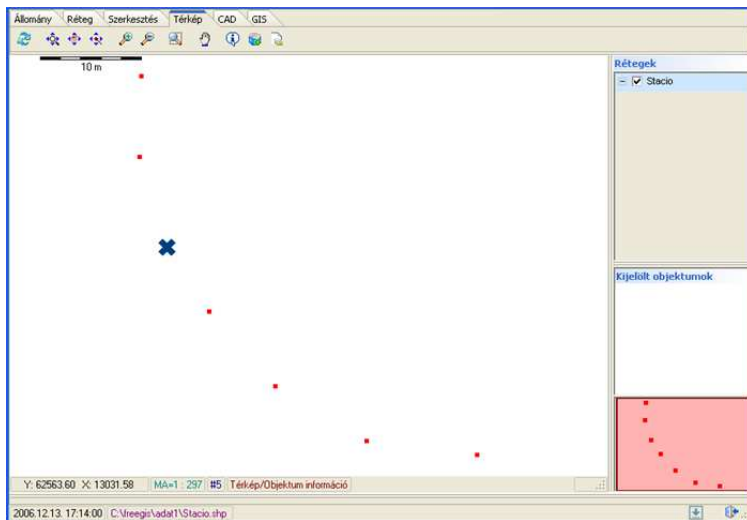 Állomány Réteg Szerkesztés Térkép CAD GIS
10 m
Rétegek
Stacio
Kijelölt objektumok
Y: 62563.60 X: 13031.58 MA=1 : 297 #5 Térkép/Objektum információ
2006.12.13. 17:14:00 C:\freegis\adat1\Stacio.shp